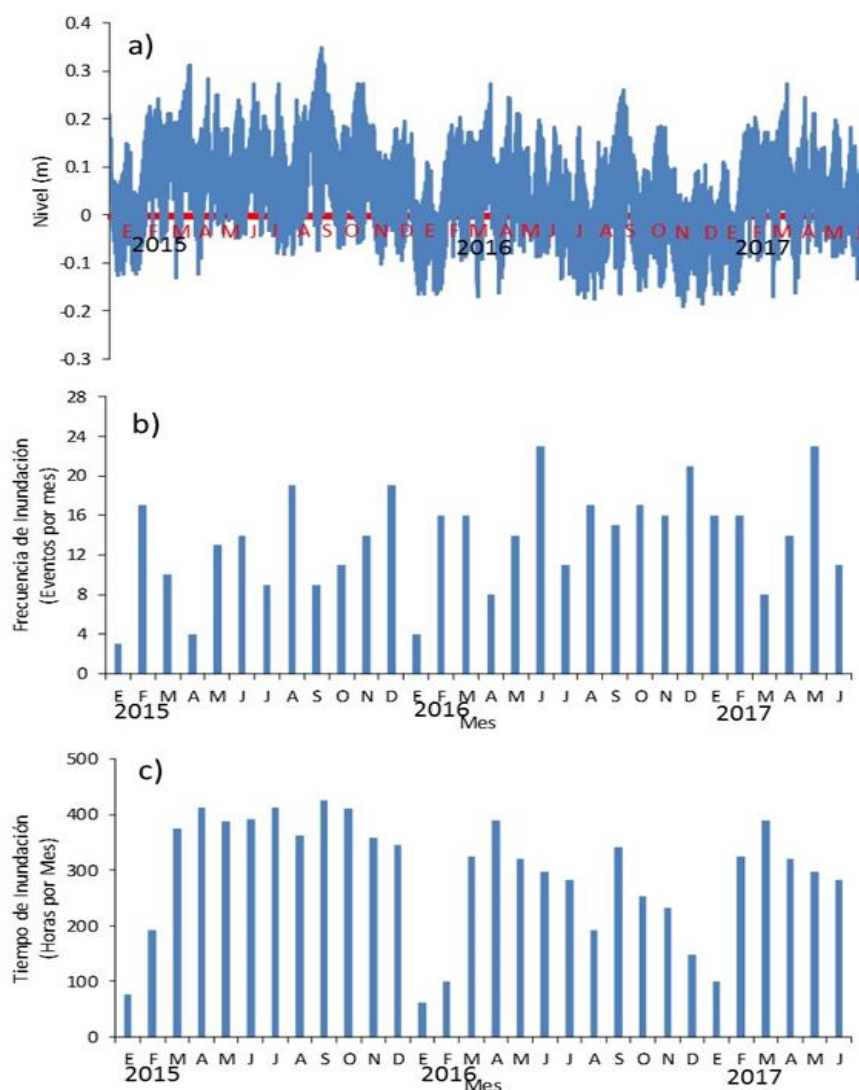 a)
0.4
0.3
0.2
0.1
0
-0.1
-0.2
-0.3
Nivel (m)
E F M A M J J A S O N D E F M A M J J A S O N D E F M A M J
2015 2016 2017
b)
28
24
20
16
12
8
4
0
Frecuencia de Inundación
(Eventos por mes)
E F M A M J J A S O N D E F M A M J J A S O N D E F M A M J
2015 2016 2017
Mes
c)
500
400
300
200
100
0
Tiempo de Inundación
(Horas por Mes)
E F M A M J J A S O N D E F M A M J J A S O N D E F M A M J
2015 2016 2017
Mes